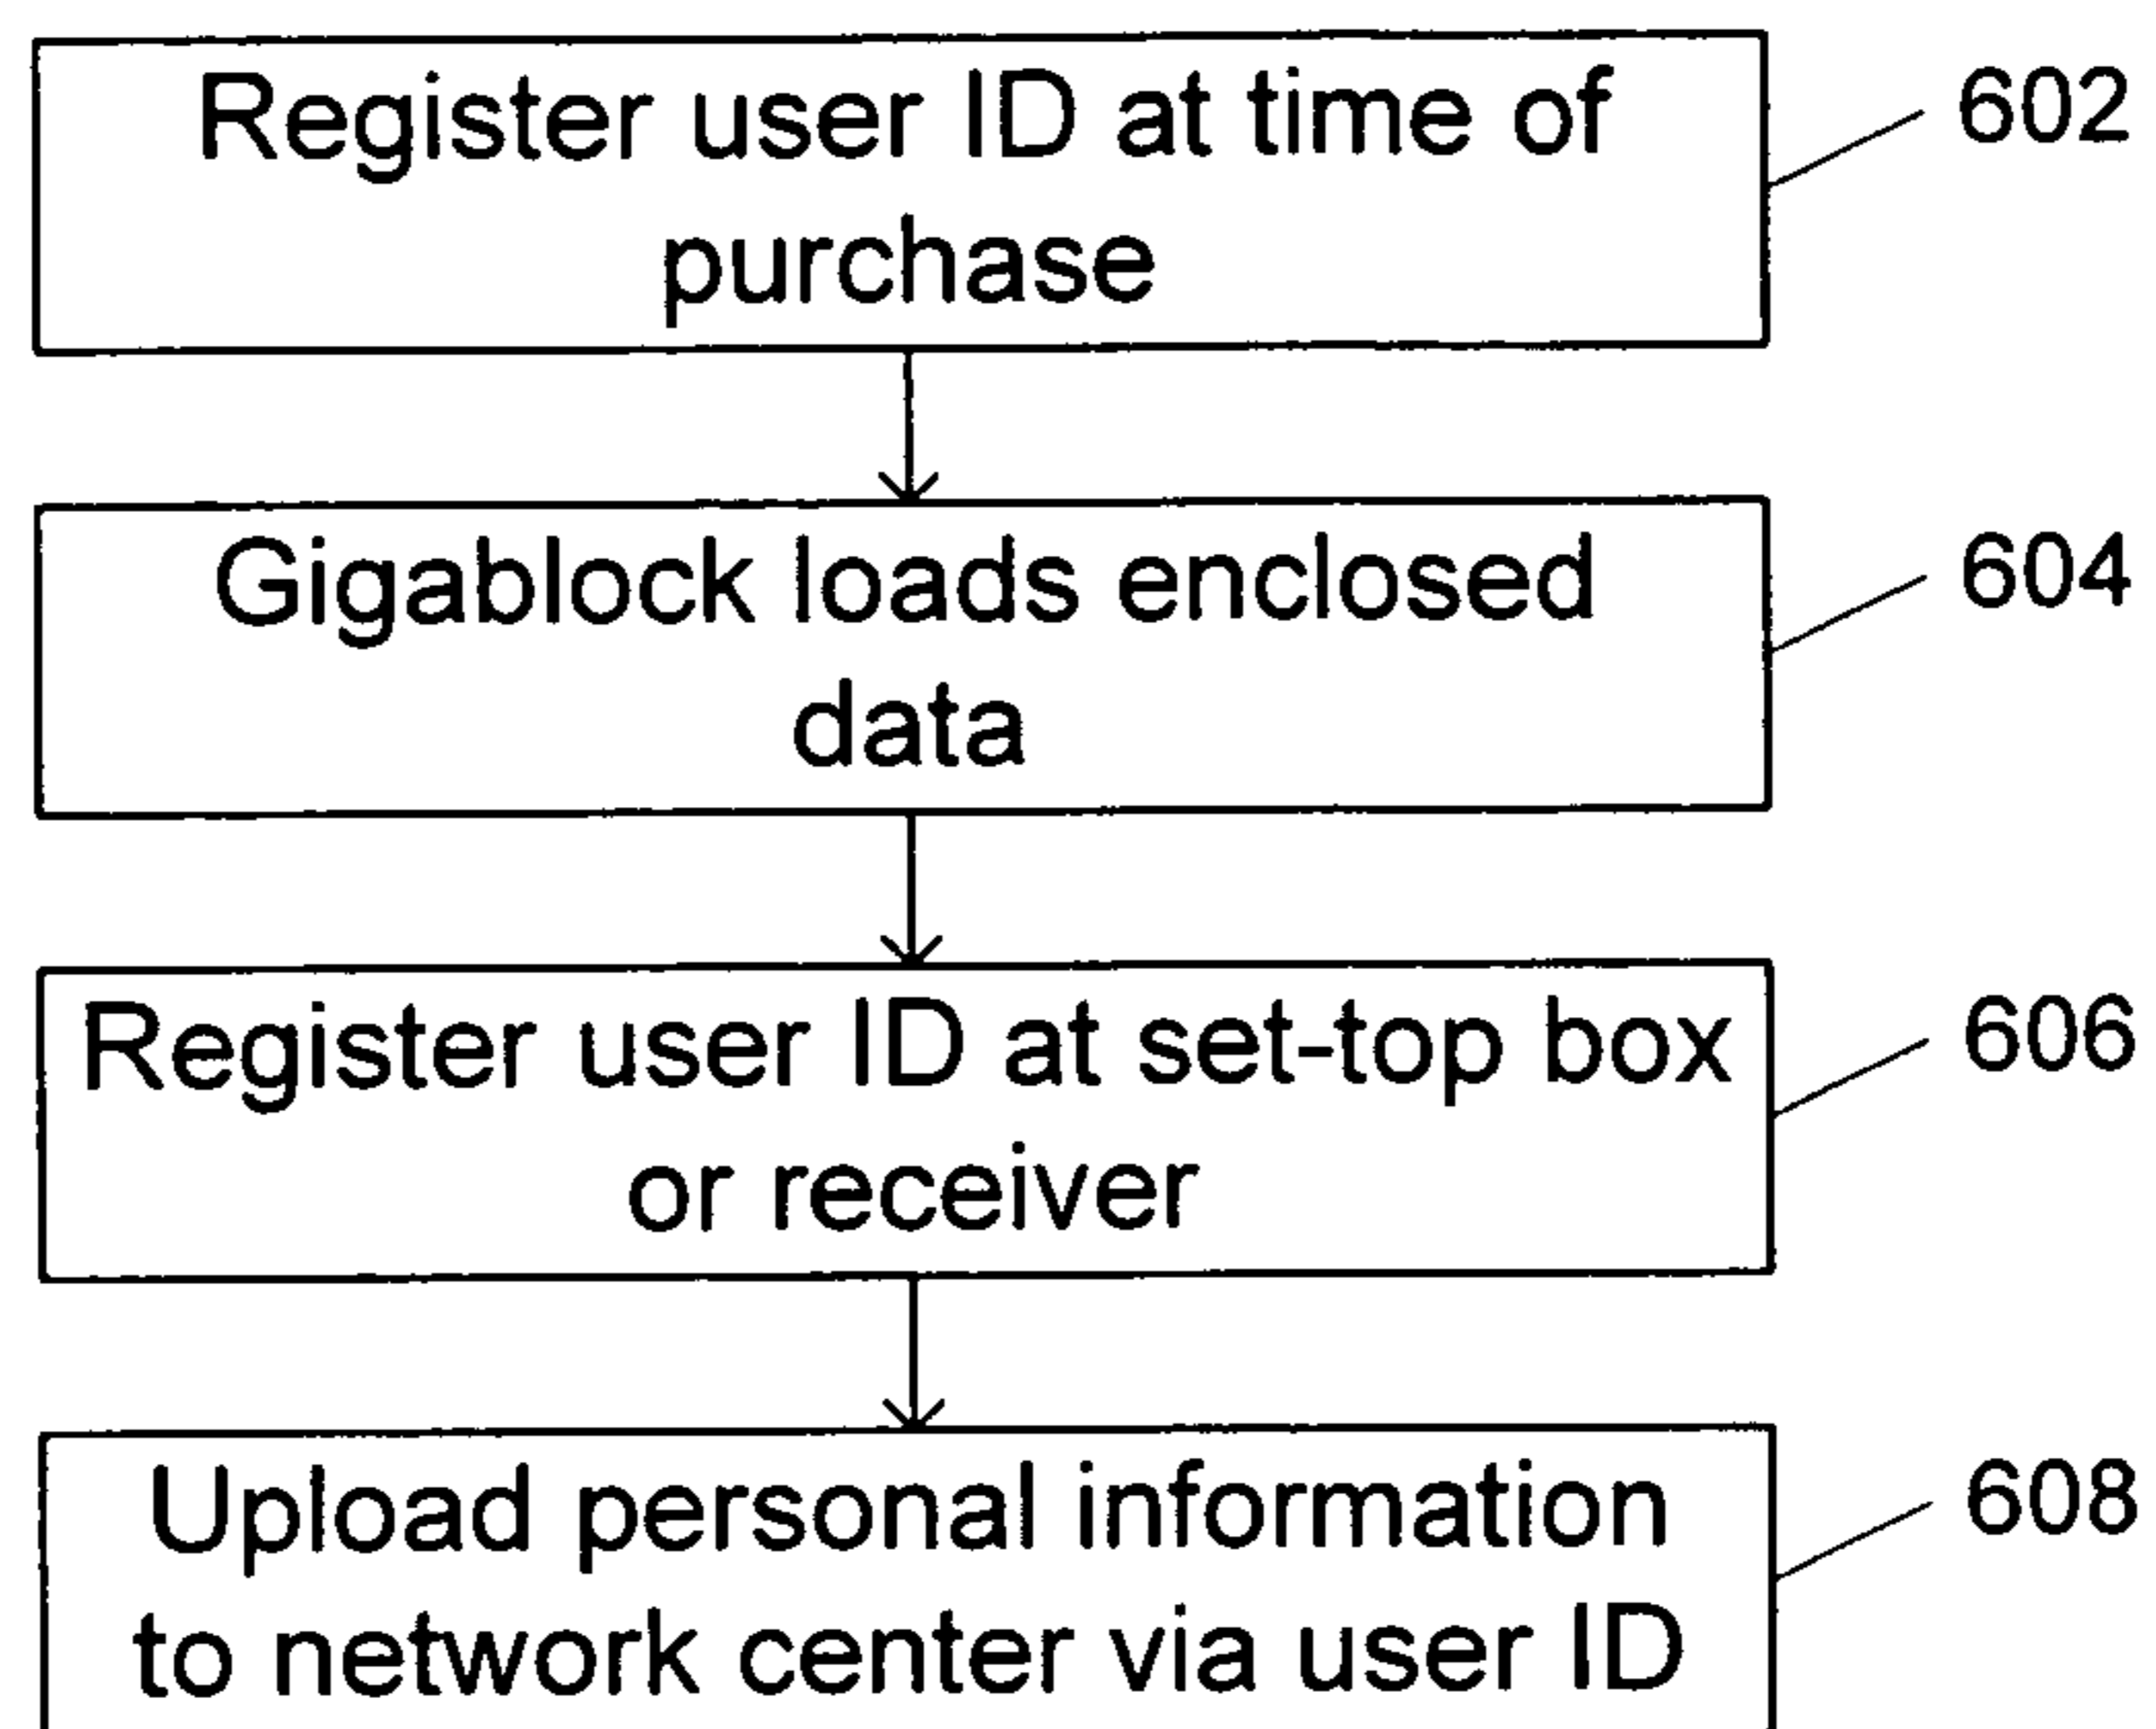 Register user ID at time of
purchase
602
Gigablock loads enclosed
data
604
Register user ID at set-top box
or receiver
606
Upload personal information
to network center via user ID
608